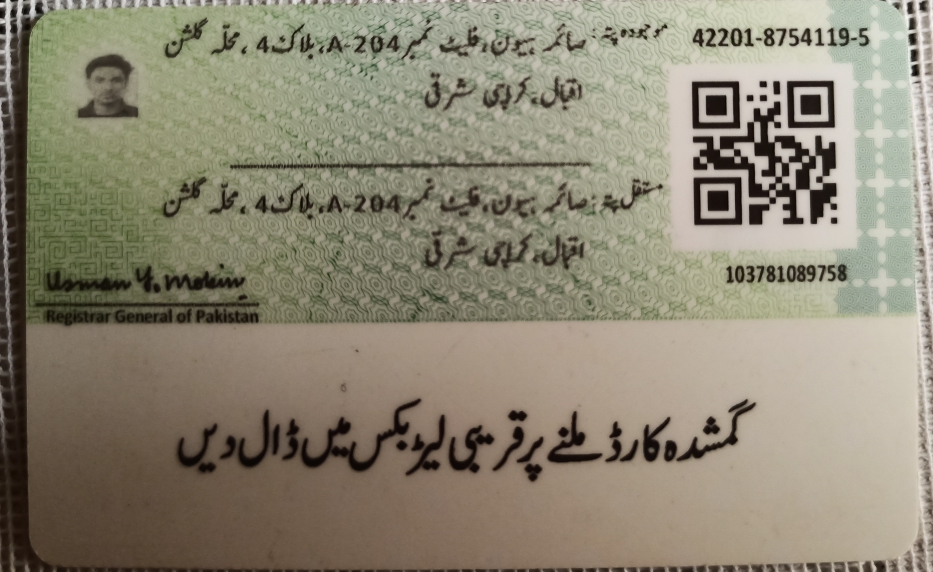 موجودہ پتہ: صائمہ ہیون، فلیٹ نمبر A-204، بلاک 4، محلہ گلشن
42201-8754119-5
اقبال، کراچی شرقی
مستقل پتہ: صائمہ ہیون، فلیٹ نمبر A-204، بلاک 4، محلہ گلشن
اقبال، کراچی شرقی
103781089758
Usman Y. Mobin
Registrar General of Pakistan
گمشدہ کارڈ ملنے پر قریبی لیٹر بکس میں ڈال دیں